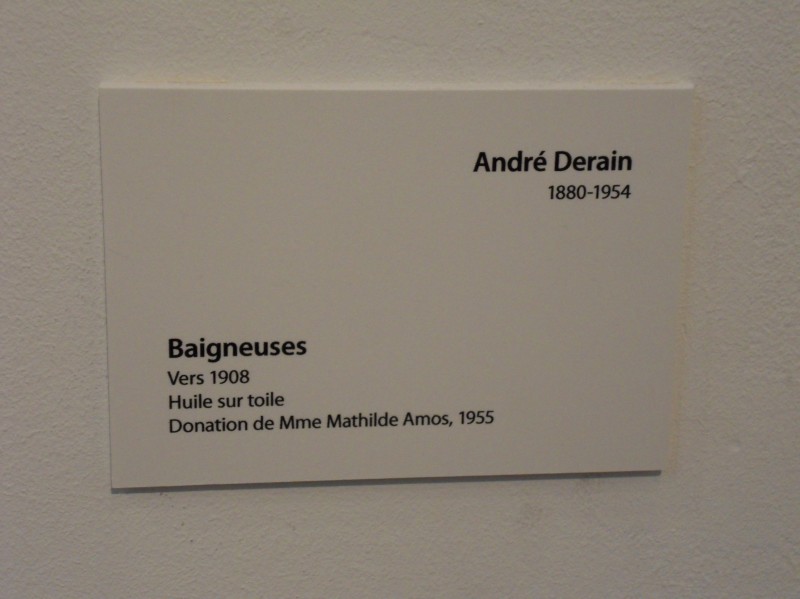 André Derain
1880-1954
Baigneuses
Vers 1908
Huile sur toile
Donation de Mme Mathilde Amos, 1955